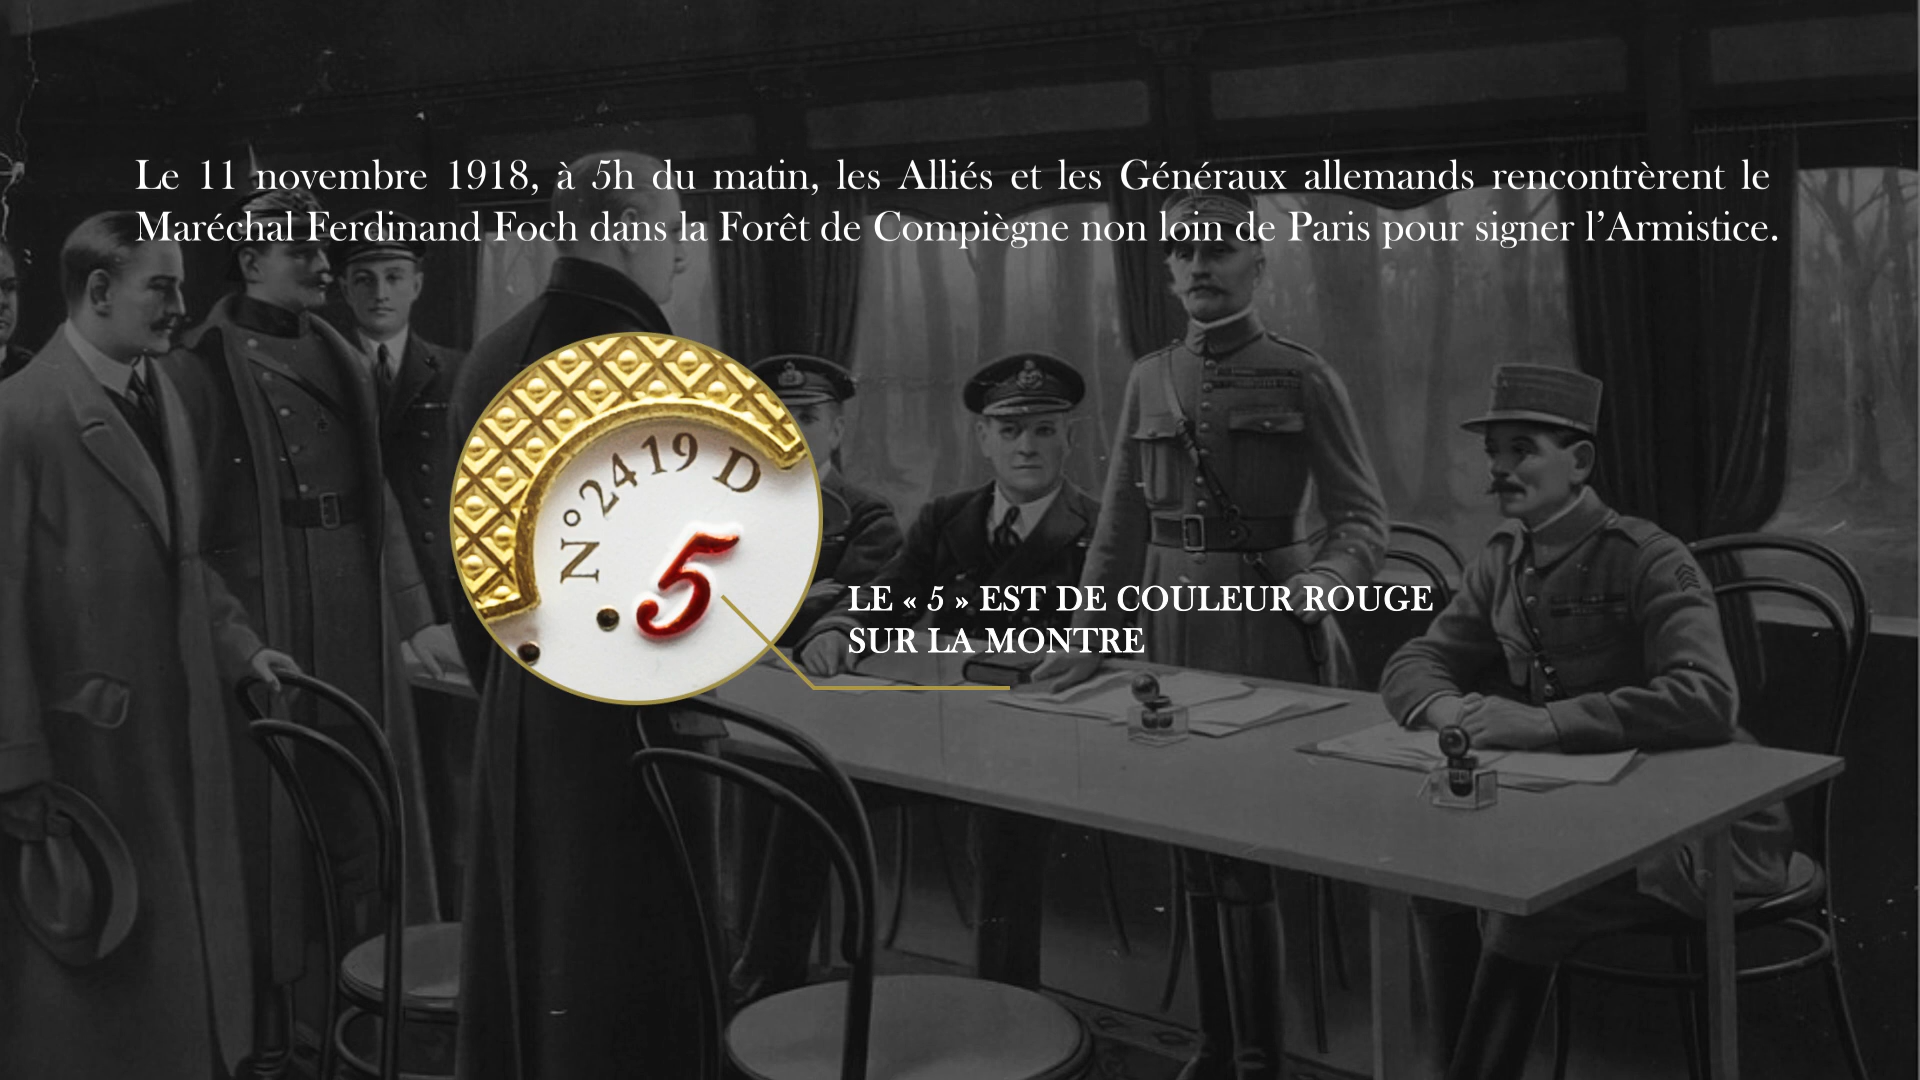 Le 11 novembre 1918, à 5h du matin, les Alliés et les Généraux allemands rencontrèrent le
Maréchal Ferdinand Foch dans la Forêt de Compiègne non loin de Paris pour signer l’Armistice.
N° 2419 D
5
LE « 5 » EST DE COULEUR ROUGE
SUR LA MONTRE